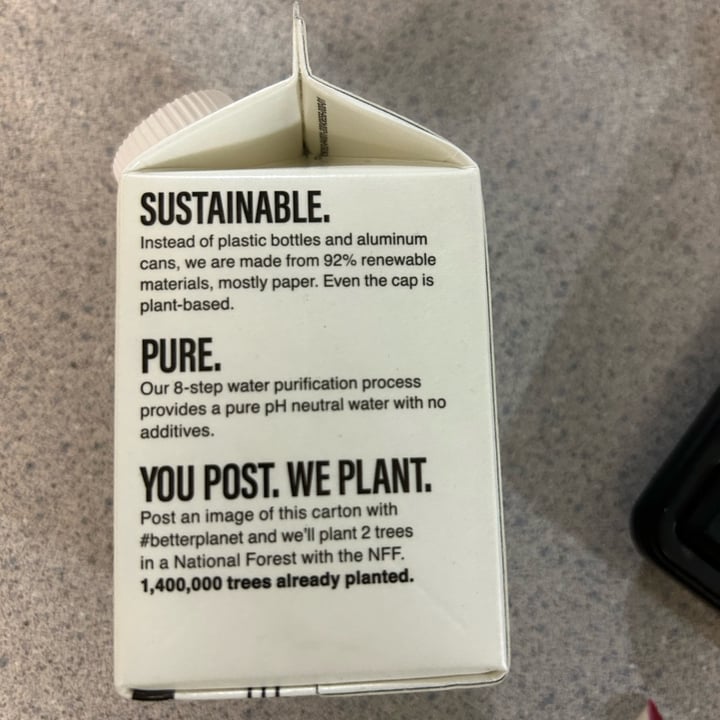 SUSTAINABLE.
Instead of plastic bottles and aluminum
cans, we are made from 92% renewable
materials, mostly paper. Even the cap is
plant-based.
PURE.
Our 8-step water purification process
provides a pure pH neutral water with no
additives.
YOU POST. WE PLANT.
Post an image of this carton with
#betterplanet and we'll plant 2 trees
in a National Forest with the NFF.
1,400,000 trees already planted.